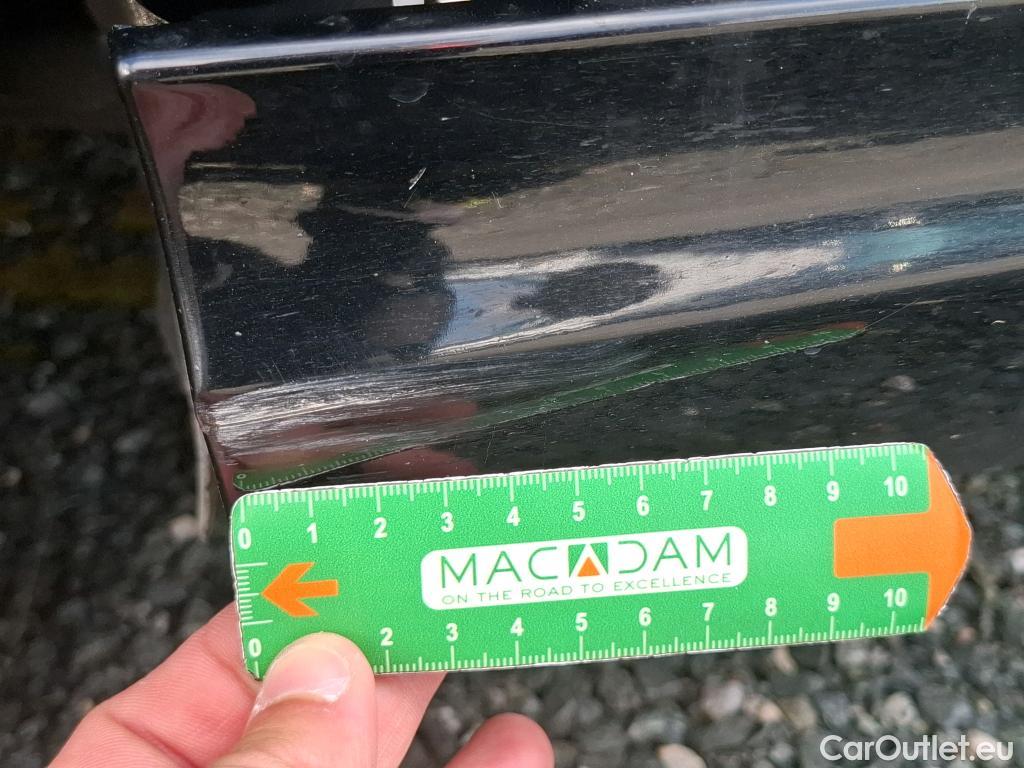 0 1 2 3 4 5 6 7 8 9 10
MACADAM
ON THE ROAD TO EXCELLENCE
0 2 3 4 5 6 7 8 9 10
CarOutlet.eu